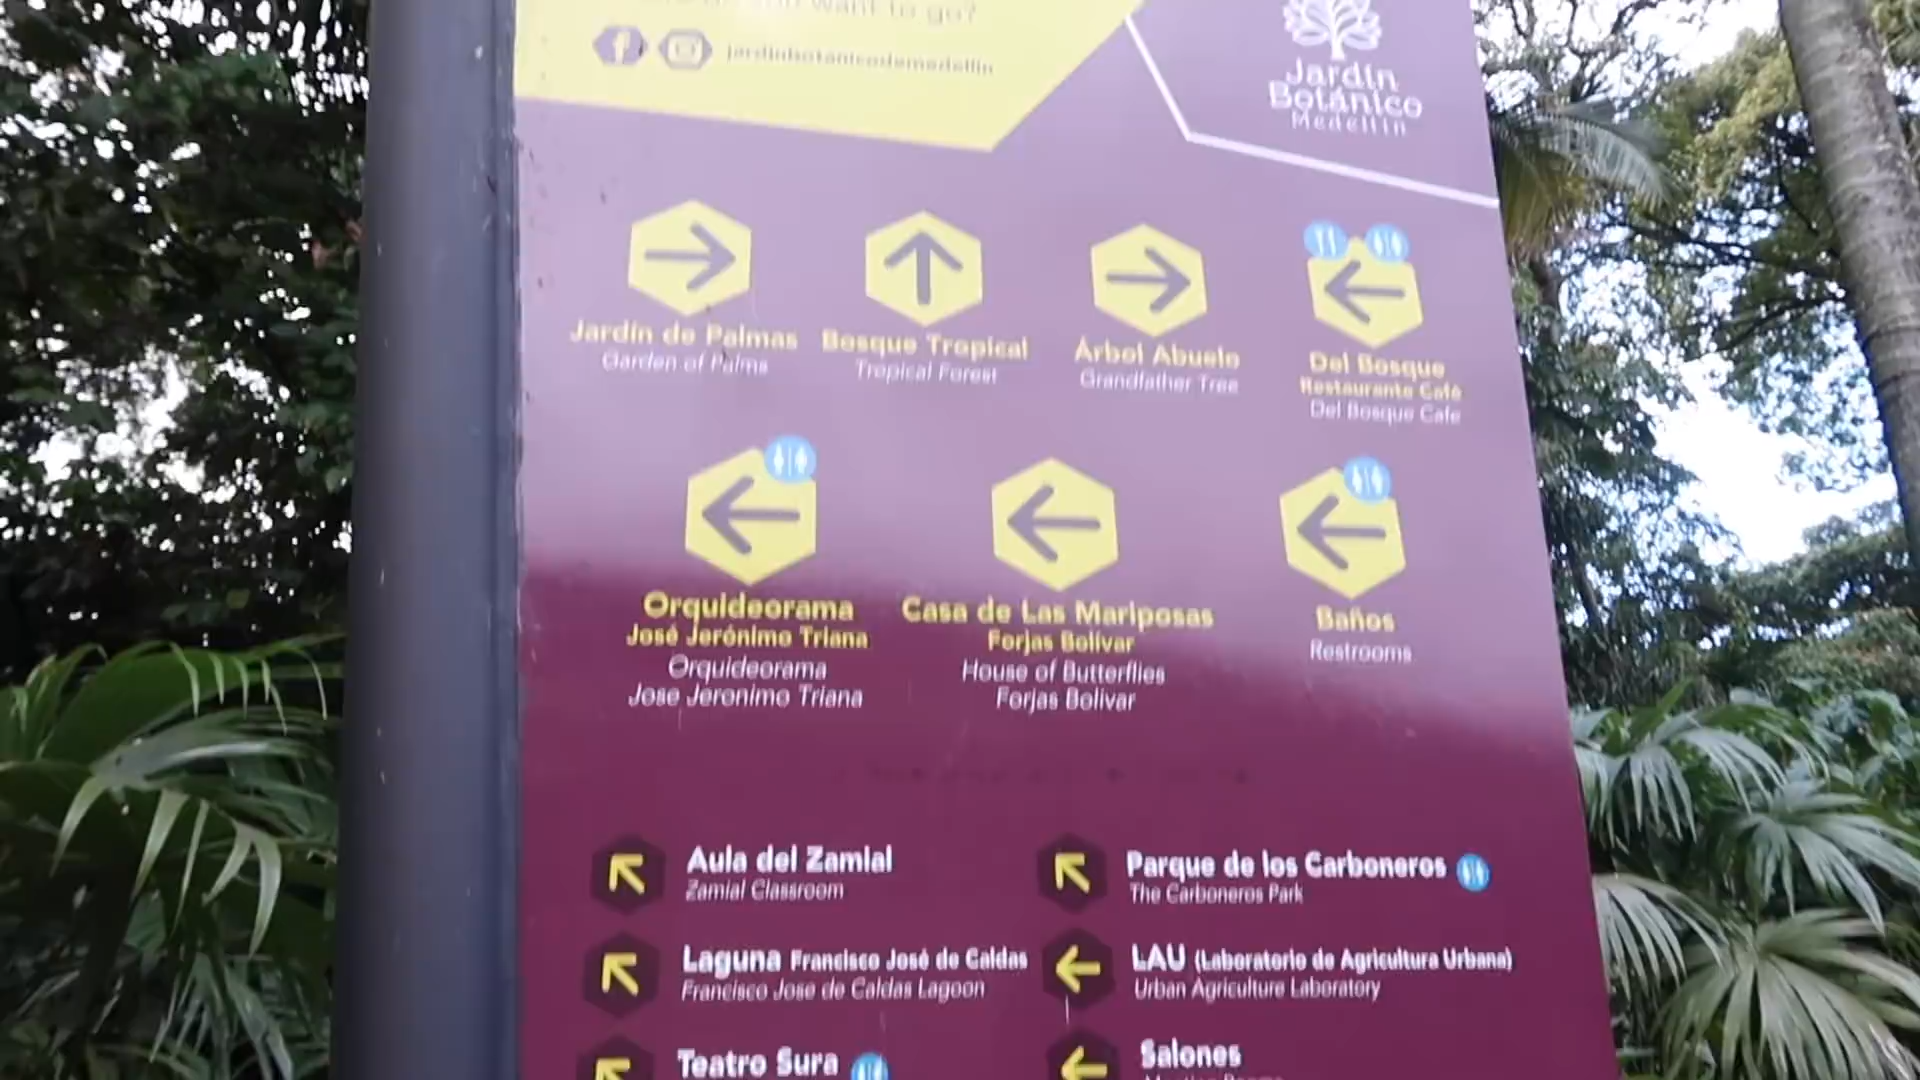 you want to go?
jardinbotanicodemedellin
Jardín
Botánico
Medellín
Jardín de Palmas
Garden of Palms
Bosque Tropical
Tropical Forest
Árbol Abuelo
Grandfather Tree
Del Bosque
Restaurante Café
Del Bosque Cafe
Orquideorama
José Jerónimo Triana
Orquideorama
Jose Jeronimo Triana
Casa de Las Mariposas
Forjas Bolívar
House of Butterflies
Forjas Bolivar
Baños
Restrooms
Aula del Zamial
Zamial Classroom
Parque de los Carboneros
The Carboneros Park
Laguna Francisco José de Caldas
Francisco Jose de Caldas Lagoon
LAU (Laboratorio de Agricultura Urbana)
Urban Agriculture Laboratory
Teatro Sura
Salones